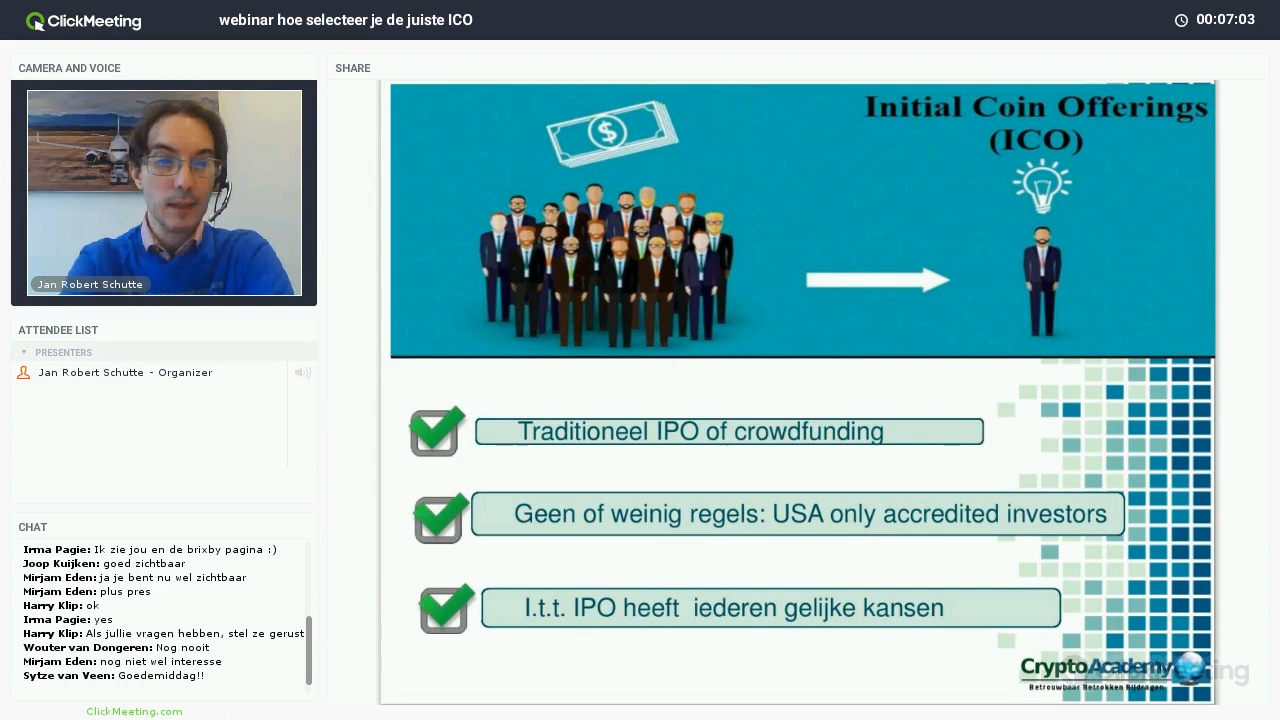 ClickMeeting
webinar hoe selecteer je de juiste ICO
00:07:03
CAMERA AND VOICE
Jan Robert Schutte
ATTENDEE LIST
PRESENTERS
Jan Robert Schutte - Organizer
CHAT
Irma Pagie: Ik zie jou en de brixby pagina :)
Joop Kuijken: goed zichtbaar
Mirjam Eden: ja je bent nu wel zichtbaar
Mirjam Eden: plus pres
Harry Klip: ok
Irma Pagie: yes
Harry Klip: Als jullie vragen hebben, stel ze gerust
Wouter van Dongeren: Nog nooit
Mirjam Eden: nog niet wel interesse
Sytze van Veen: Goedemiddag!!
ClickMeeting.com
SHARE
Initial Coin Offerings
(ICO)
$
Traditioneel IPO of crowdfunding
Geen of weinig regels: USA only accredited investors
I.t.t. IPO heeft iederen gelijke kansen
CryptoAcademy
Betrouwbaar Betrokken Bijdragen
ClickMeeting